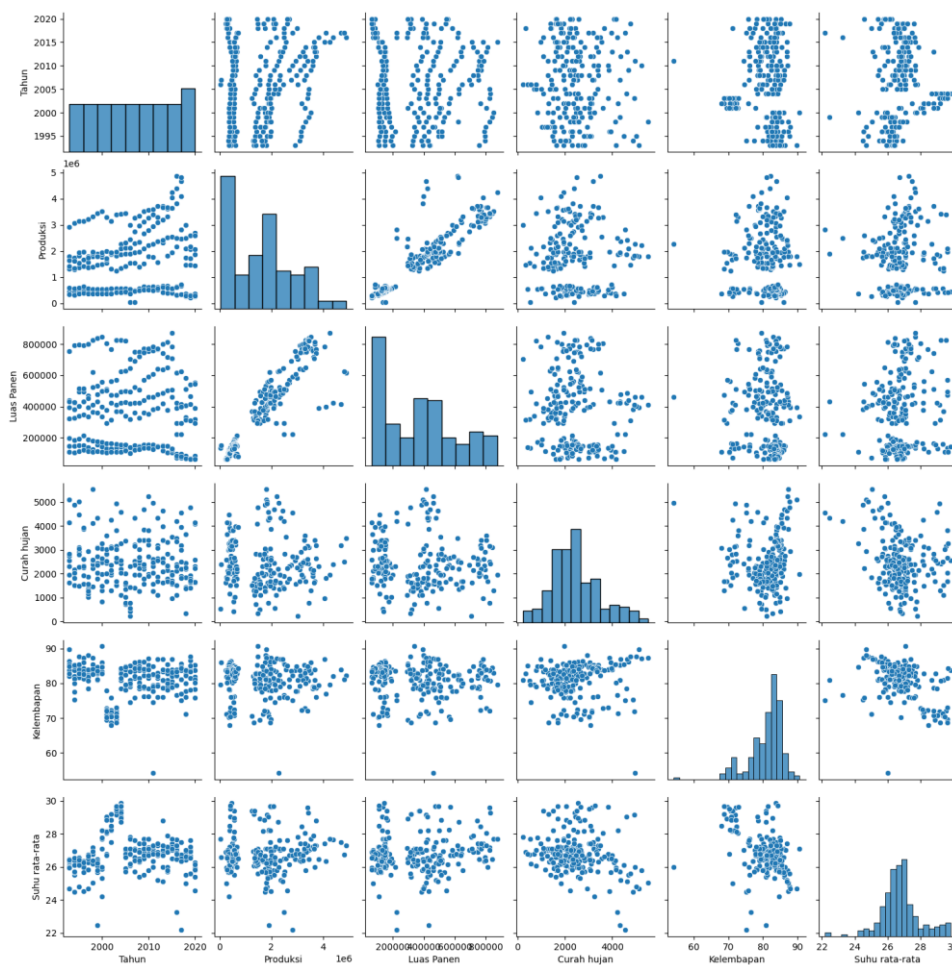 2020
2015
2010
2005
2000
1995
Tahun
1e6
5
4
3
2
1
0
Produksi
800000
600000
400000
200000
Luas Panen
5000
4000
3000
2000
1000
0
Curah hujan
90
80
70
60
Kelembapan
30
28
26
24
22
Suhu rata-rata
2000 2010 2020
0 2 4
200000 400000 600000 800000
0 2000 4000
60 70 80 90
22 24 26 28
Tahun
Produksi
1e6
Luas Panen
Curah hujan
Kelembapan
Suhu rata-rata